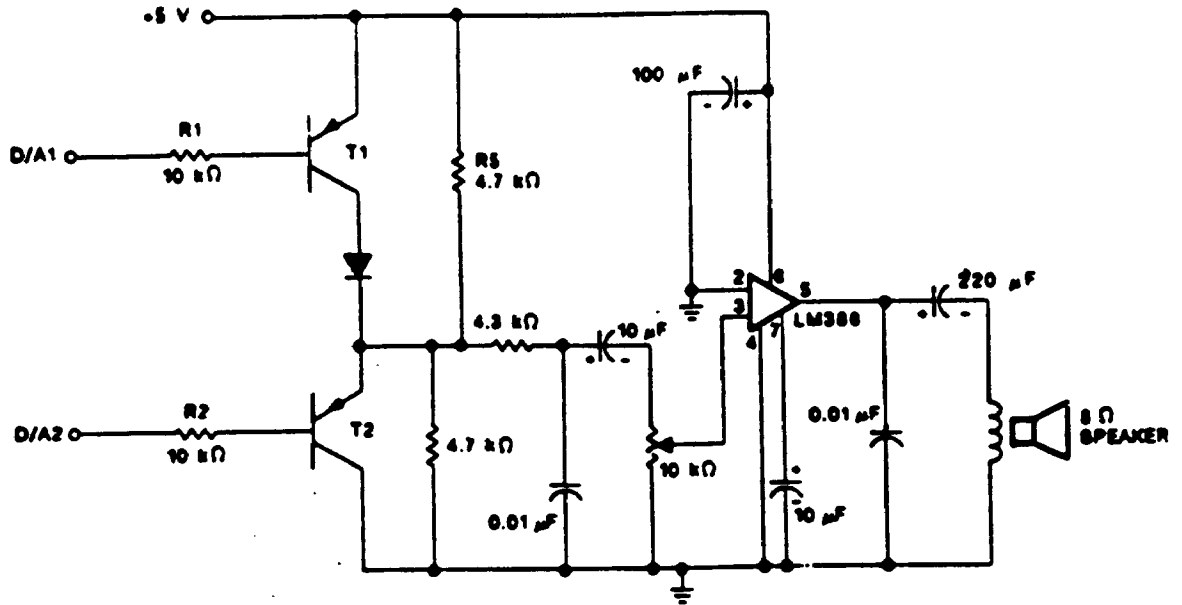 +5 V
100 µF
- +
R1
D/A1
10 kΩ
T1
R5
4.7 kΩ
2 6
3 5
LM386
4 7
4.3 kΩ
10 µF
+ -
220 µF
+ -
R2
D/A2
10 kΩ
T2
4.7 kΩ
10 kΩ
0.01 µF
0.01 µF
8 Ω
SPEAKER
+
-
10 µF